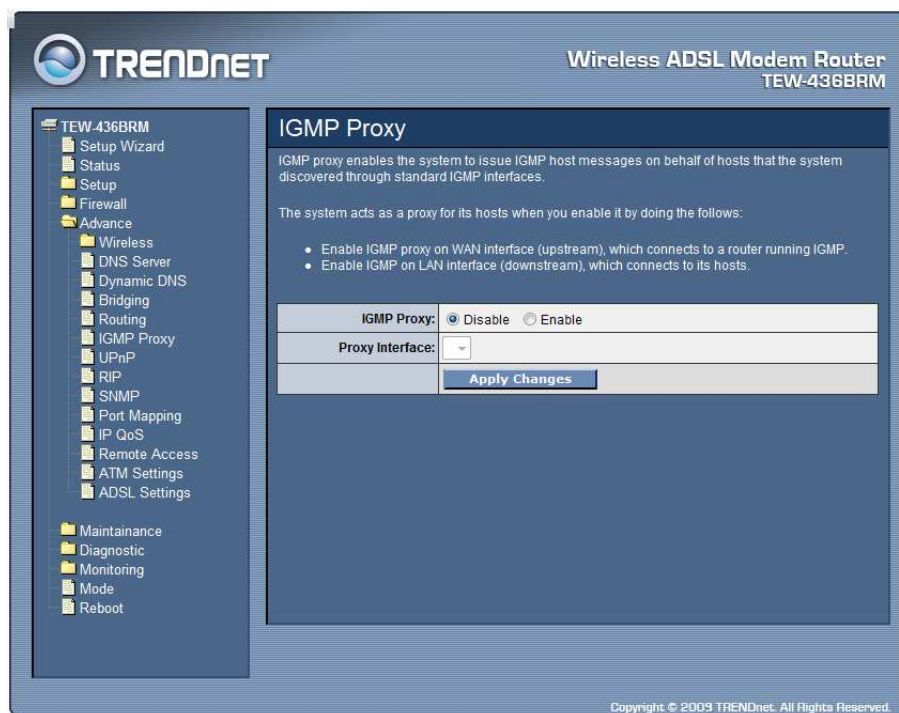 TRENDNET
Wireless ADSL Modem Router
TEW-436BRM
TEW-436BRM
Setup Wizard
Status
Setup
Firewall
Advance
Wireless
DNS Server
Dynamic DNS
Bridging
Routing
IGMP Proxy
UPnP
RIP
SNMP
Port Mapping
IP QoS
Remote Access
ATM Settings
ADSL Settings
Maintainance
Diagnostic
Monitoring
Mode
Reboot
IGMP Proxy
IGMP proxy enables the system to issue IGMP host messages on behalf of hosts that the system
discovered through standard IGMP interfaces.
The system acts as a proxy for its hosts when you enable it by doing the follows:
• Enable IGMP proxy on WAN interface (upstream), which connects to a router running IGMP.
• Enable IGMP on LAN interface (downstream), which connects to its hosts.
IGMP Proxy: Disable Enable
Proxy Interface:
Apply Changes
Copyright © 2009 TRENDnet. All Rights Reserved.